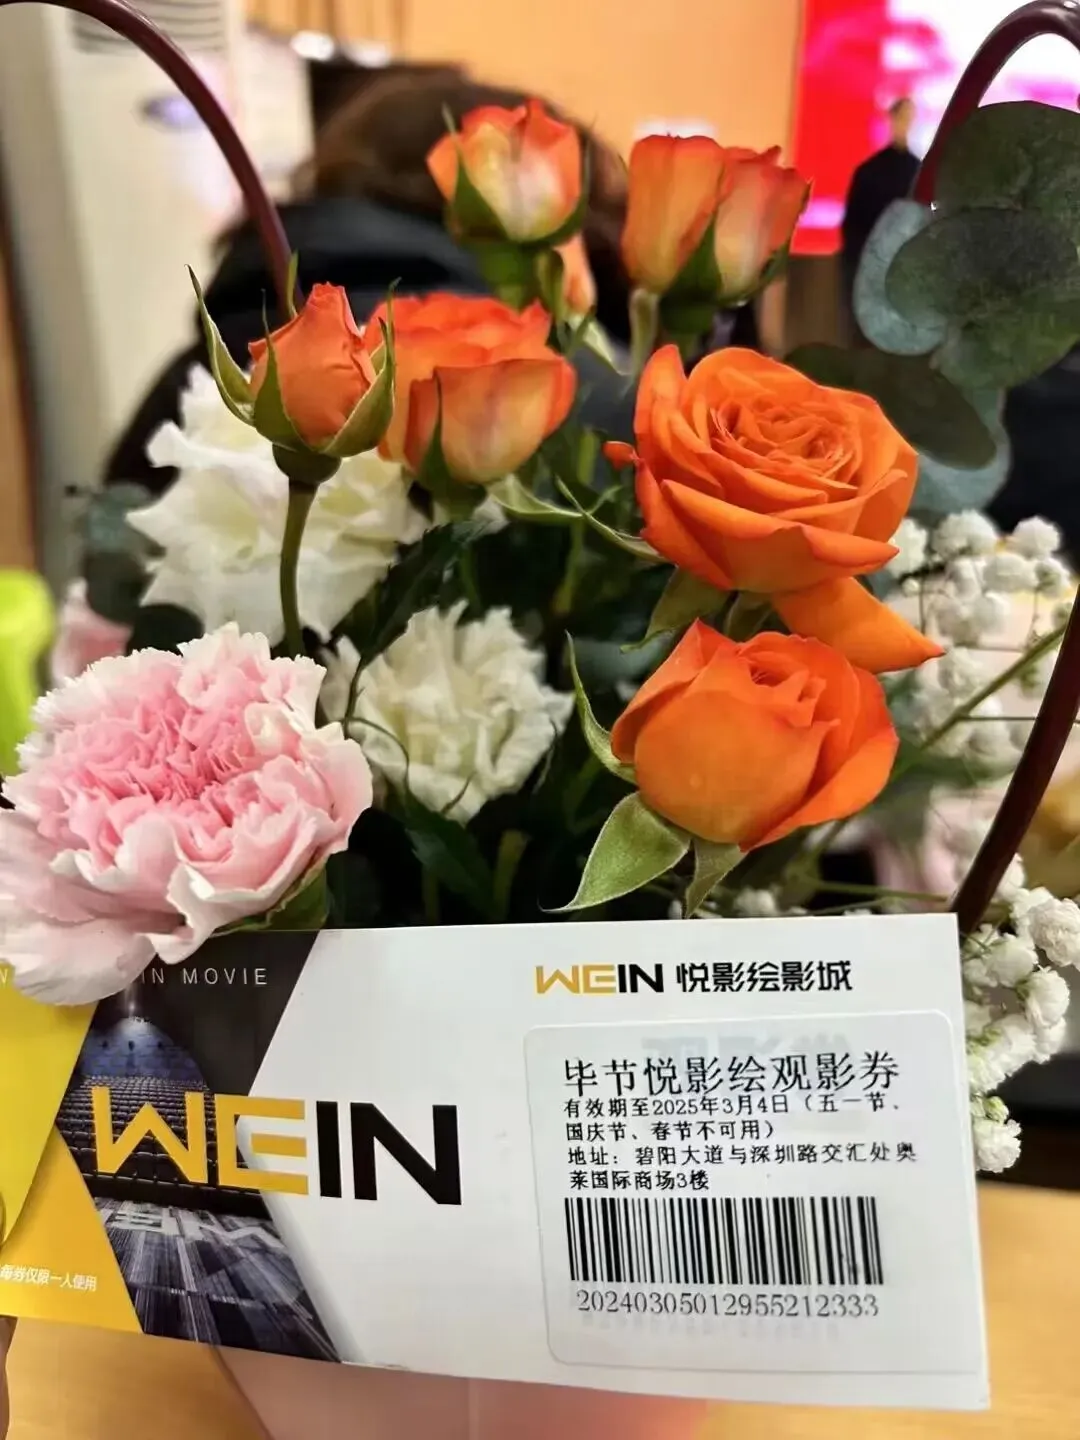 IN MOVIE
WEIN 悦影绘影城
毕节悦影绘观影券
有效期至2025年3月4日（五一节、
国庆节、春节不可用）
地址：碧阳大道与深圳路交汇处奥
莱国际商场3楼
20240305012955212333
WEIN
每券仅限一人使用